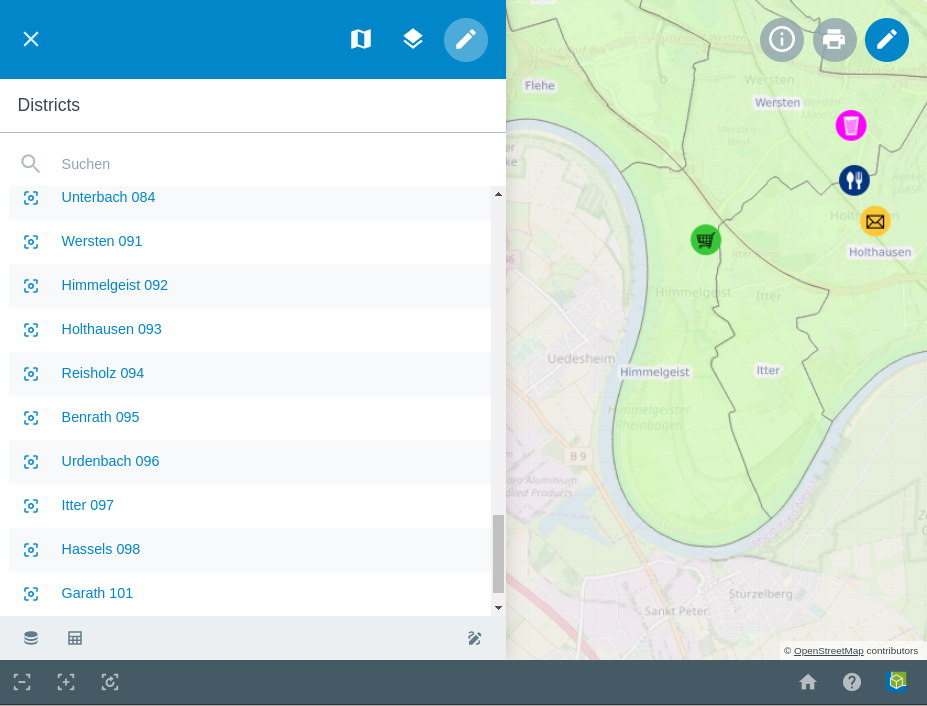 Districts
Suchen
Unterbach 084
Wersten 091
Himmelgeist 092
Holthausen 093
Reisholz 094
Benrath 095
Urdenbach 096
Itter 097
Hassels 098
Garath 101
Flehe
Wersten
Wersten
Holthausen
Himmelgeist
Itter
Uedesheim
Himmelgeist
Itter
Himmelgeister
Rheinbogen
B 9
Stürzelberg
Sankt Peter
© OpenStreetMap contributors